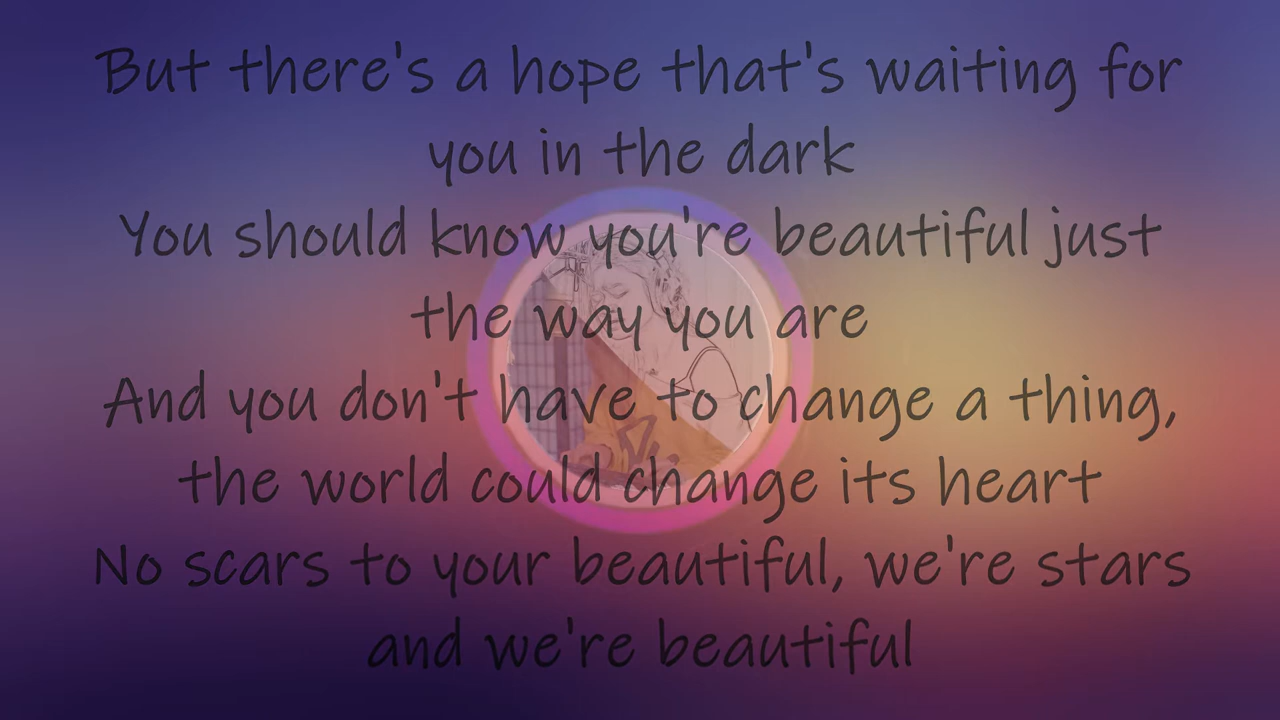 But there's a hope that's waiting for
you in the dark
You should know you're beautiful just
the way you are
And you don't have to change a thing,
the world could change its heart
No scars to your beautiful, we're stars
and we're beautiful